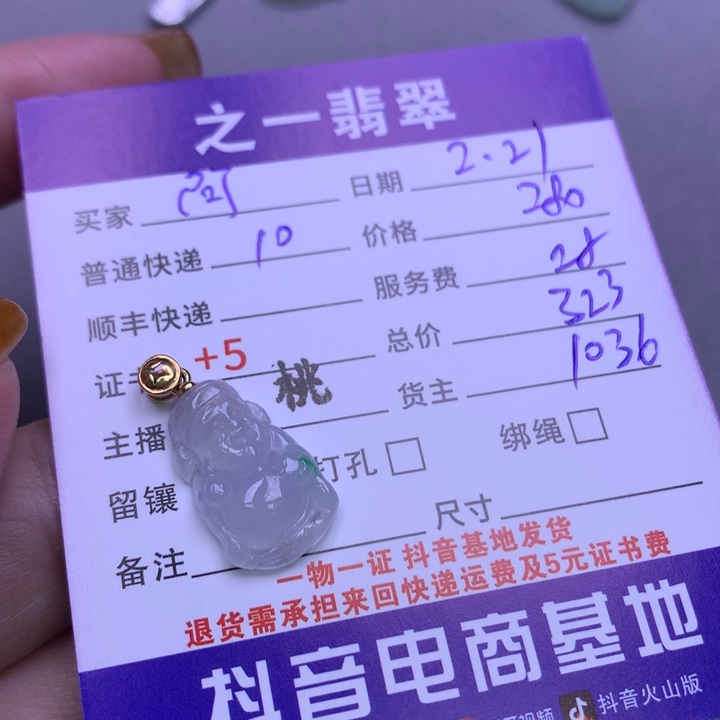 之一翡翠
买家 阿 日期 2.21
普通快递 10 价格 280
顺丰快递 服务费 28
证 +5 总价 323
主播 桃 货主 1036
留镶 打孔 绑绳
备注 尺寸
一物一证 抖音基地发货
退货需承担来回快递运费及5元证书费
抖音电商基地
视频 抖音火山版